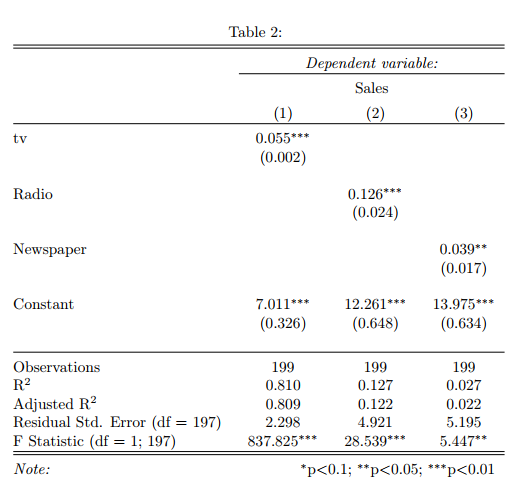 Table 2:
Dependent variable:
Sales
(1) (2) (3)
tv 0.055***
(0.002)
Radio 0.126***
(0.024)
Newspaper 0.039**
(0.017)
Constant 7.011*** 12.261*** 13.975***
(0.326) (0.648) (0.634)
Observations 199 199 199
R² 0.810 0.127 0.027
Adjusted R² 0.809 0.122 0.022
Residual Std. Error (df = 197) 2.298 4.921 5.195
F Statistic (df = 1; 197) 837.825*** 28.539*** 5.447**
Note: *p<0.1; **p<0.05; ***p<0.01